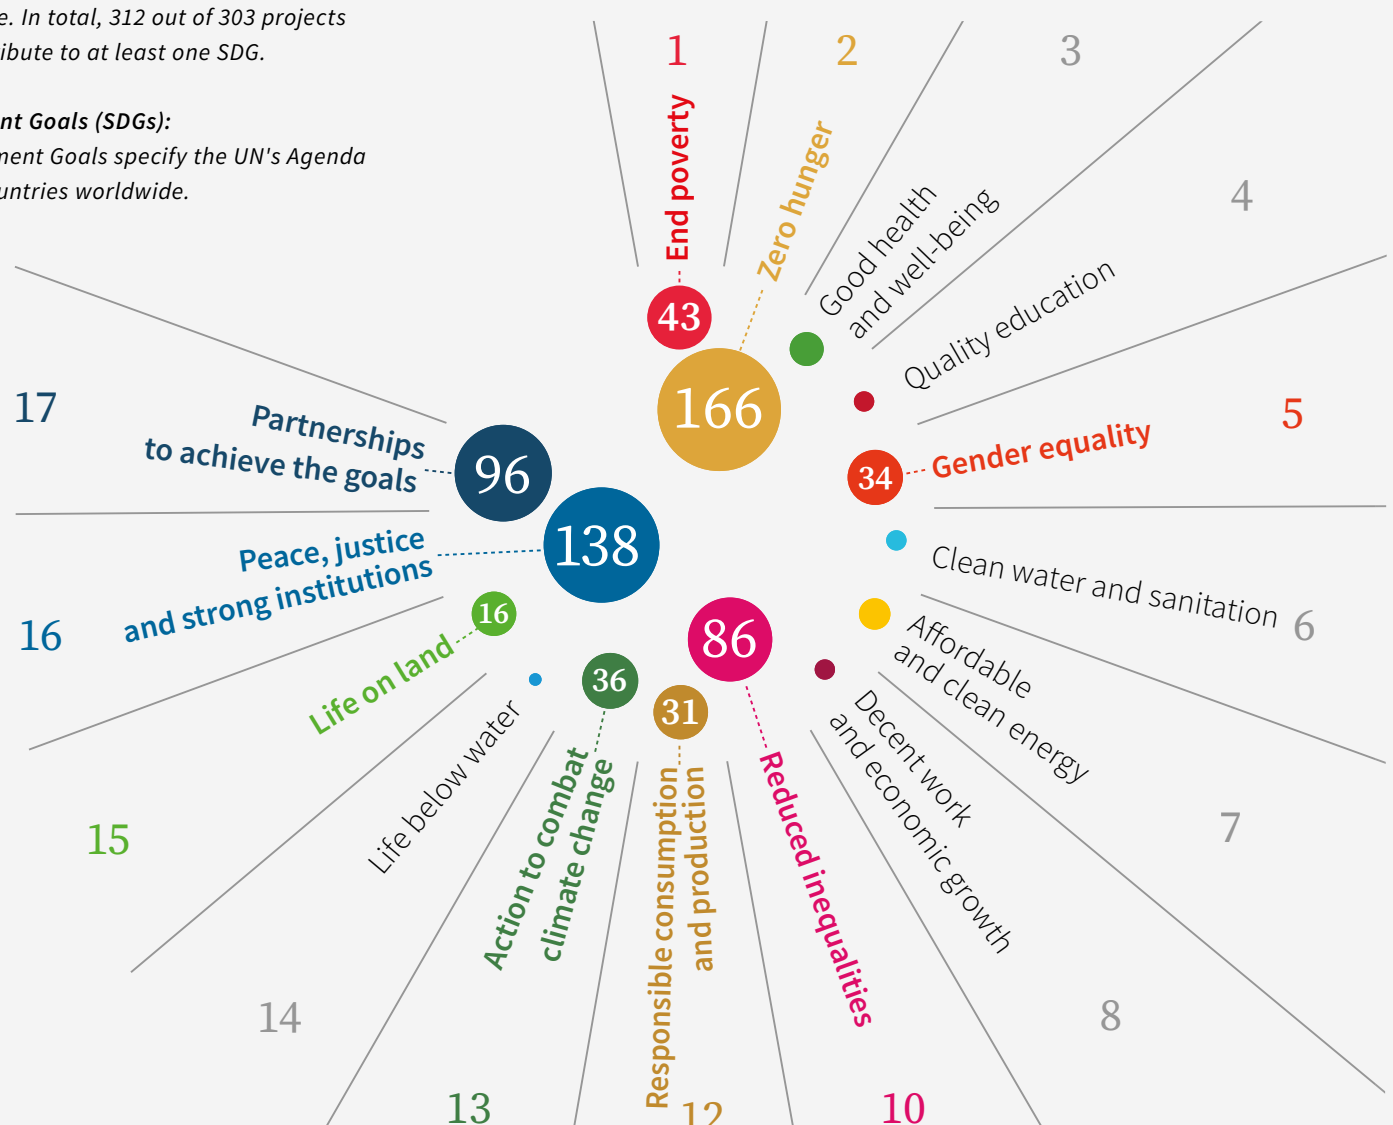 e. In total, 312 out of 303 projects
ibute to at least one SDG.
nt Goals (SDGs):
ment Goals specify the UN's Agenda
untries worldwide.
1
End poverty
43
2
Zero hunger
166
3
Good health
and well-being
4
Quality education
5
Gender equality
34
Clean water and sanitation
6
Affordable
and clean energy
7
Decent work
and economic growth
8
Reduced inequalities
86
10
Responsible consumption
and production
31
12
Action to combat
climate change
36
13
Life below water
14
Life on land
16
15
Peace, justice
and strong institutions
138
16
Partnerships
to achieve the goals
96
17